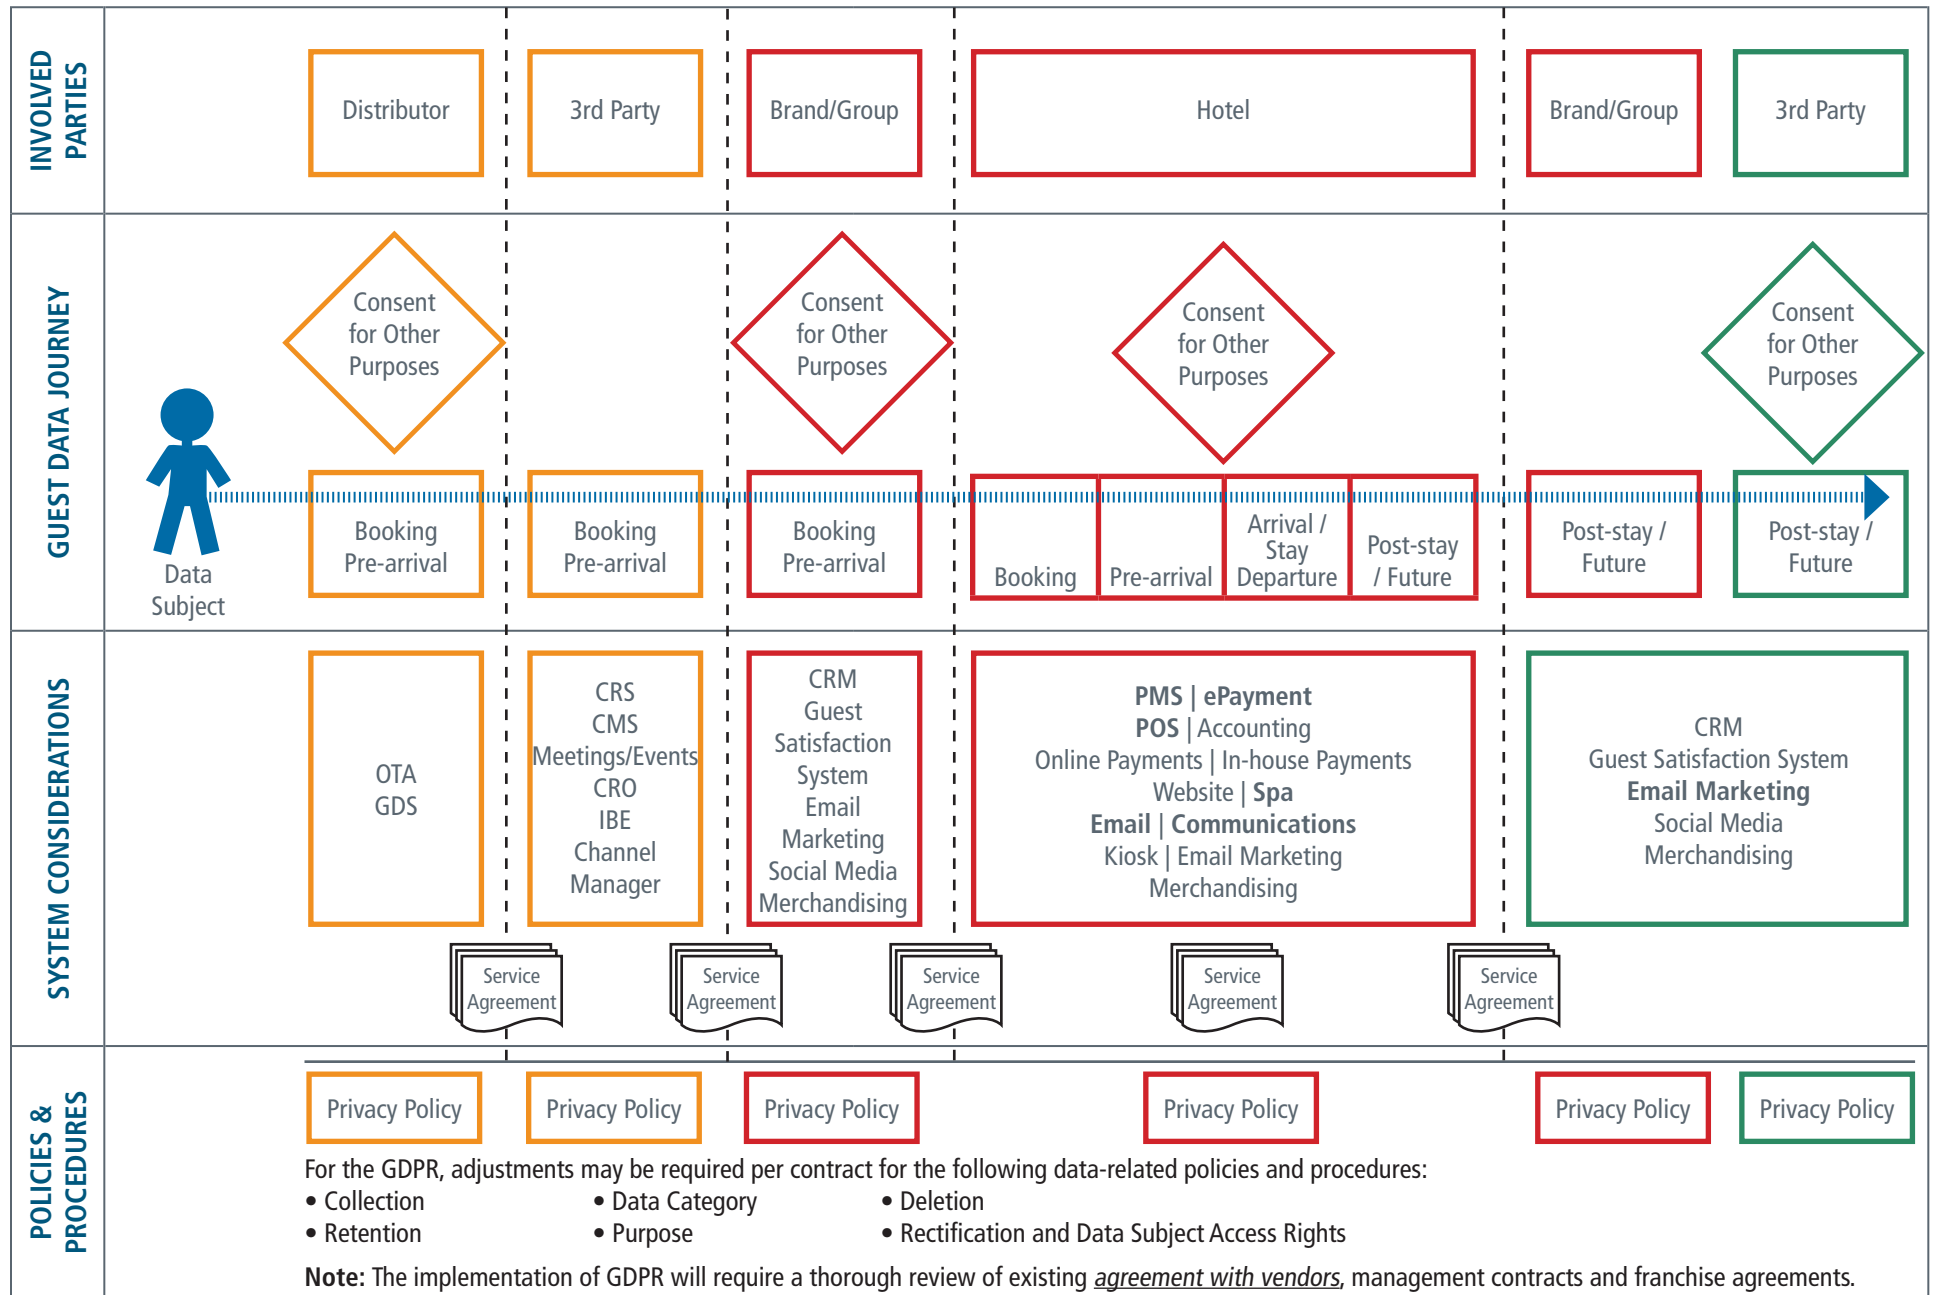 INVOLVED
PARTIES
Distributor
3rd Party
Brand/Group
Hotel
Brand/Group
3rd Party
GUEST DATA JOURNEY
Data
Subject
Consent
for Other
Purposes
Consent
for Other
Purposes
Consent
for Other
Purposes
Consent
for Other
Purposes
Booking
Pre-arrival
Booking
Pre-arrival
Booking
Pre-arrival
Booking
Pre-arrival
Arrival /
Stay
Departure
Post-stay
/ Future
Post-stay /
Future
Post-stay /
Future
SYSTEM CONSIDERATIONS
OTA
GDS
CRS
CMS
Meetings/Events
CRO
IBE
Channel
Manager
CRM
Guest
Satisfaction
System
Email
Marketing
Social Media
Merchandising
PMS | ePayment
POS | Accounting
Online Payments | In-house Payments
Website | Spa
Email | Communications
Kiosk | Email Marketing
Merchandising
CRM
Guest Satisfaction System
Email Marketing
Social Media
Merchandising
Service
Agreement
Service
Agreement
Service
Agreement
Service
Agreement
Service
Agreement
POLICIES &
PROCEDURES
Privacy Policy
Privacy Policy
Privacy Policy
Privacy Policy
Privacy Policy
Privacy Policy
For the GDPR, adjustments may be required per contract for the following data-related policies and procedures:
• Collection • Data Category • Deletion
• Retention • Purpose • Rectification and Data Subject Access Rights
Note: The implementation of GDPR will require a thorough review of existing agreement with vendors, management contracts and franchise agreements.